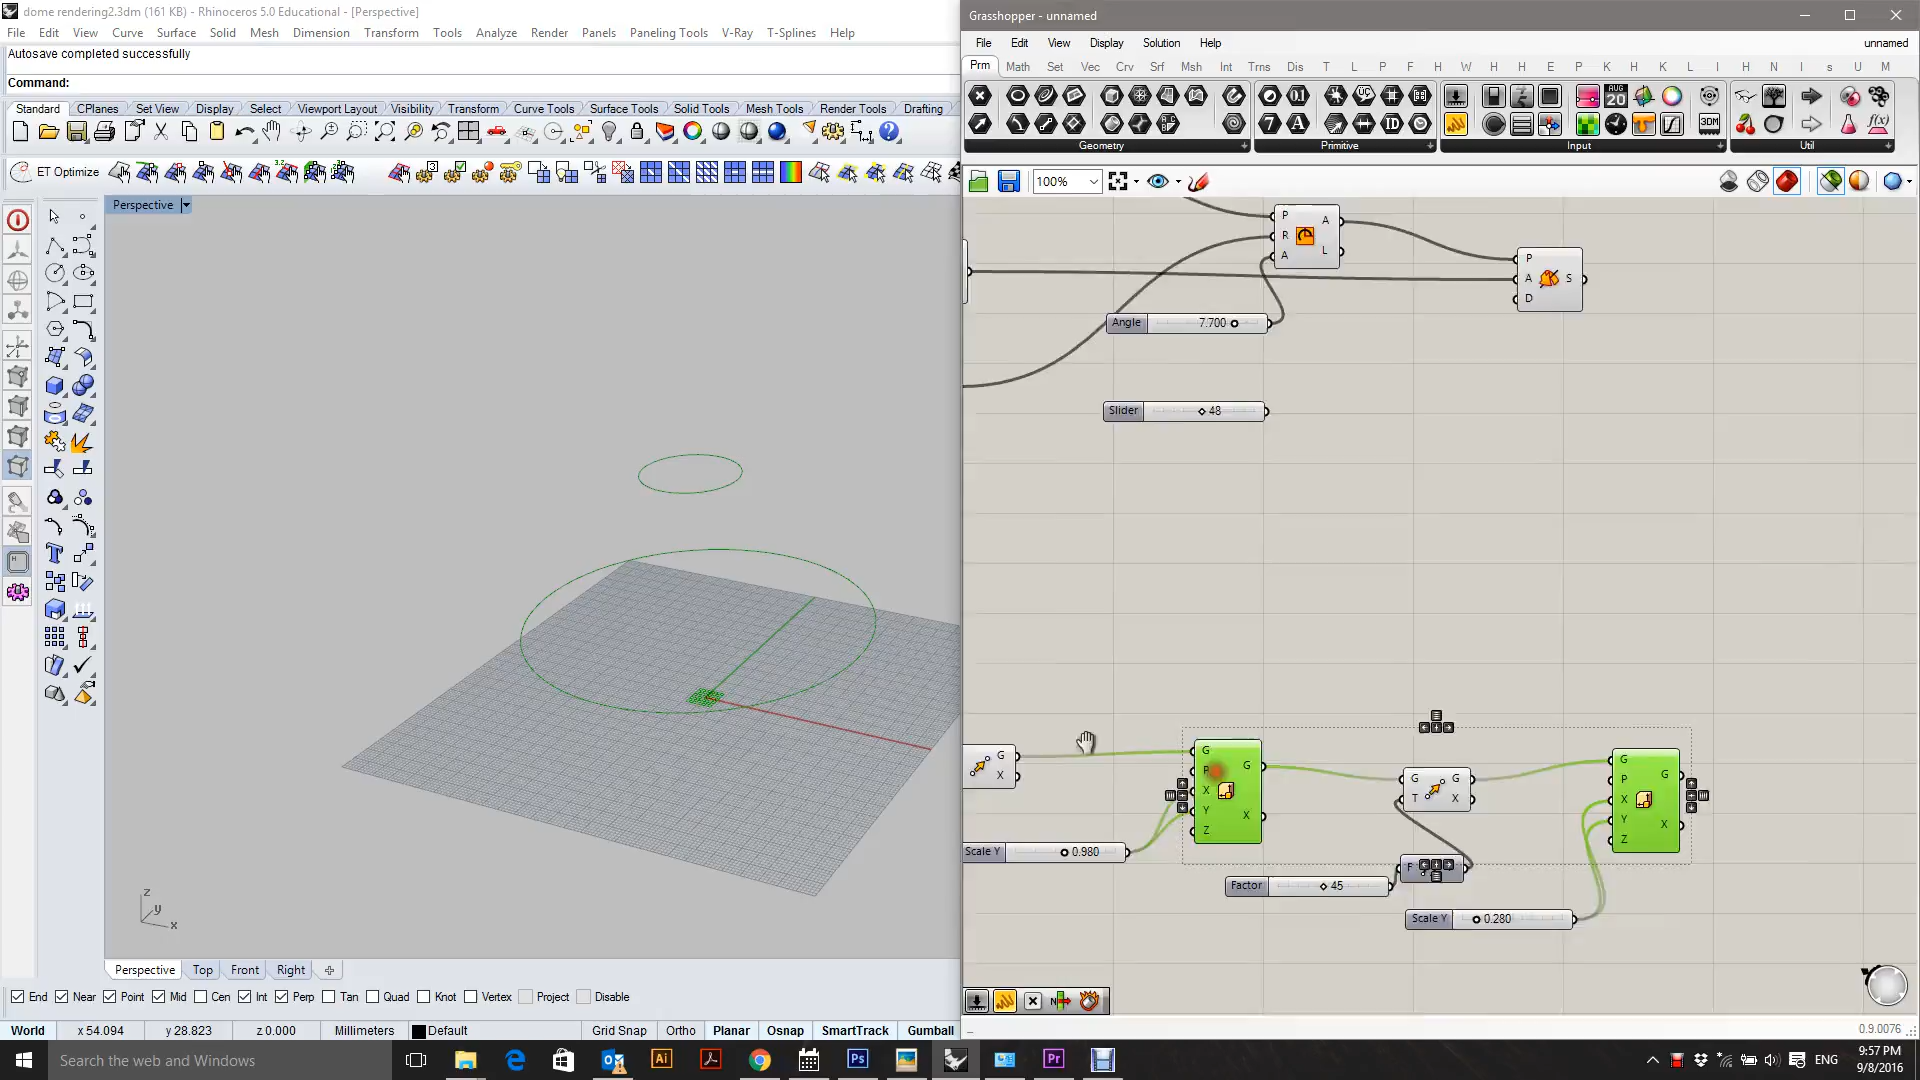 dome rendering2.3dm (161 KB) - Rhinoceros 5.0 Educational - [Perspective]
File Edit View Curve Surface Solid Mesh Dimension Transform Tools Analyze Render Panels Paneling Tools V-Ray T-Splines Help
Autosave completed successfully
Command:
Standard CPlanes Set View Display Select Viewport Layout Visibility Transform Curve Tools Surface Tools Solid Tools Mesh Tools Render Tools Drafting
ET Optimize
Perspective
z
y
x
Perspective Top Front Right
End Near Point Mid Cen Int Perp Tan Quad Knot Vertex Project Disable
World x 54.094 y 28.823 z 0.000 Millimeters Default Grid Snap Ortho Planar Osnap SmartTrack Gumball
Grasshopper - unnamed
File Edit View Display Solution Help unnamed
Prm Math Set Vec Crv Srf Msh Int Trns Dis T L P F H W H H E P K H K L I H N I s U M
Geometry Primitive Input Util
100%
P
R
A
A
L
P
A
D
S
Angle 7.700
Slider 48
G
X
G
P
X
Y
Z
G
X
G
T
G
X
G
P
X
Y
Z
G
X
Scale Y 0.980
F
Factor 45
Scale Y 0.280
0.9.0076
Search the web and Windows
ENG
9:57 PM
9/8/2016